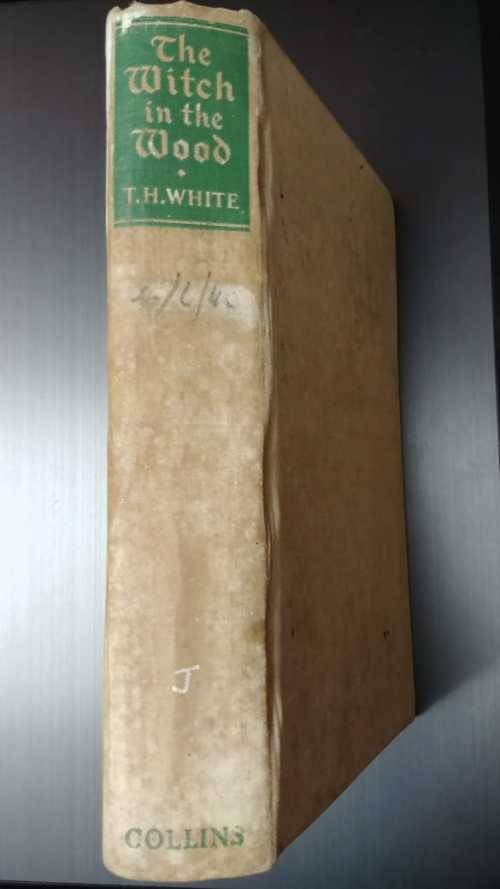 The
Witch
in the
Wood
T.H.WHITE
J
COLLINS